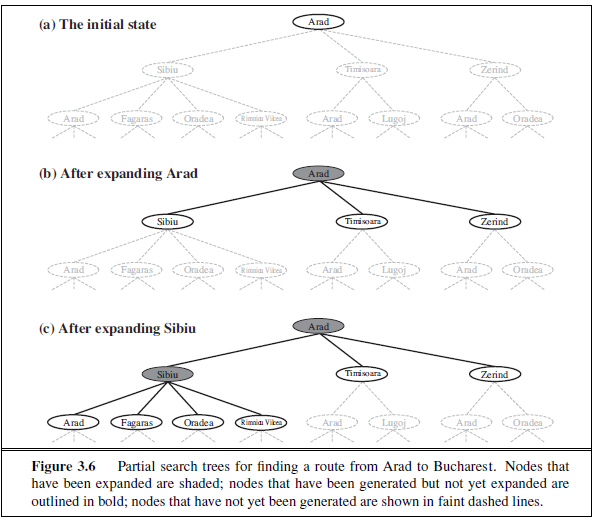 (a) The initial state
Arad
Sibiu Timisoara Zerind
Arad Fagaras Oradea Rimnicu Vilcea Arad Lugoj Arad Oradea
(b) After expanding Arad
Arad
Sibiu Timisoara Zerind
Arad Fagaras Oradea Rimnicu Vilcea Arad Lugoj Arad Oradea
(c) After expanding Sibiu
Arad
Sibiu Timisoara Zerind
Arad Fagaras Oradea Rimnicu Vilcea Arad Lugoj Arad Oradea
Figure 3.6 Partial search trees for finding a route from Arad to Bucharest. Nodes that
have been expanded are shaded; nodes that have been generated but not yet expanded are
outlined in bold; nodes that have not yet been generated are shown in faint dashed lines.